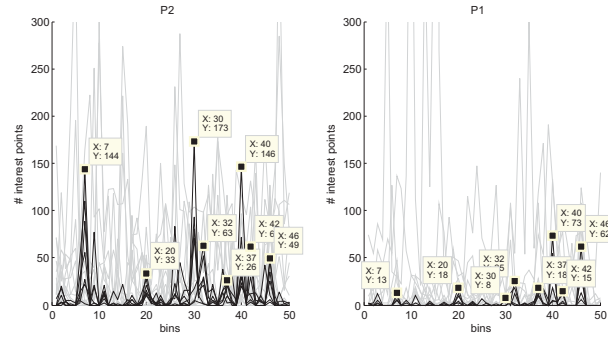 P2
300
250
200
150
100
50
0
# interest points
0
10
20
30
40
50
bins
X: 7
Y: 144
X: 20
Y: 33
X: 30
Y: 173
X: 32
Y: 63
X: 37
Y: 26
X: 40
Y: 146
X: 42
Y: 6
X: 46
Y: 49
P1
300
250
200
150
100
50
0
# interest points
0
10
20
30
40
50
bins
X: 7
Y: 13
X: 20
Y: 18
X: 30
Y: 8
X: 32
X: 37
Y: 18
X: 40
Y: 73
X: 42
Y: 15
X: 46
Y: 62